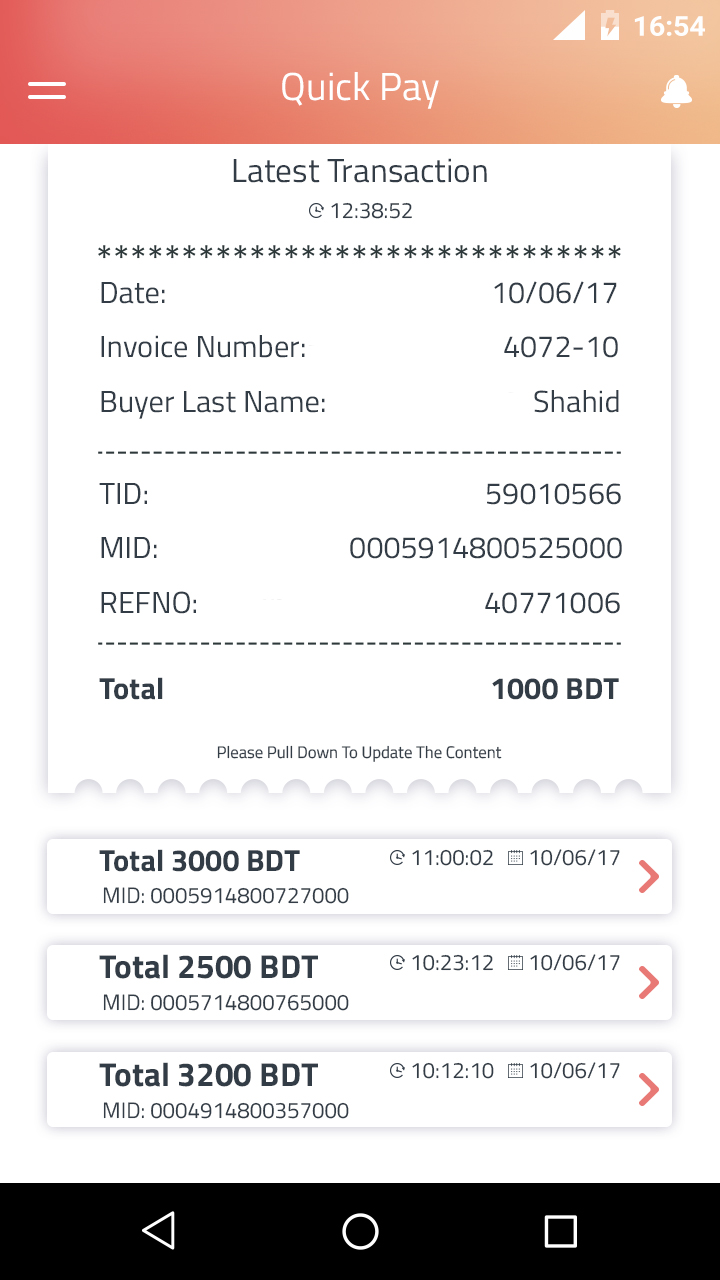 16:54
Quick Pay
Latest Transaction
12:38:52
*******************************
Date: 10/06/17
Invoice Number: 4072-10
Buyer Last Name: Shahid
TID: 59010566
MID: 0005914800525000
REFNO: 40771006
Total 1000 BDT
Please Pull Down To Update The Content
Total 3000 BDT 11:00:02 10/06/17
MID: 0005914800727000
Total 2500 BDT 10:23:12 10/06/17
MID: 0005714800765000
Total 3200 BDT 10:12:10 10/06/17
MID: 0004914800357000